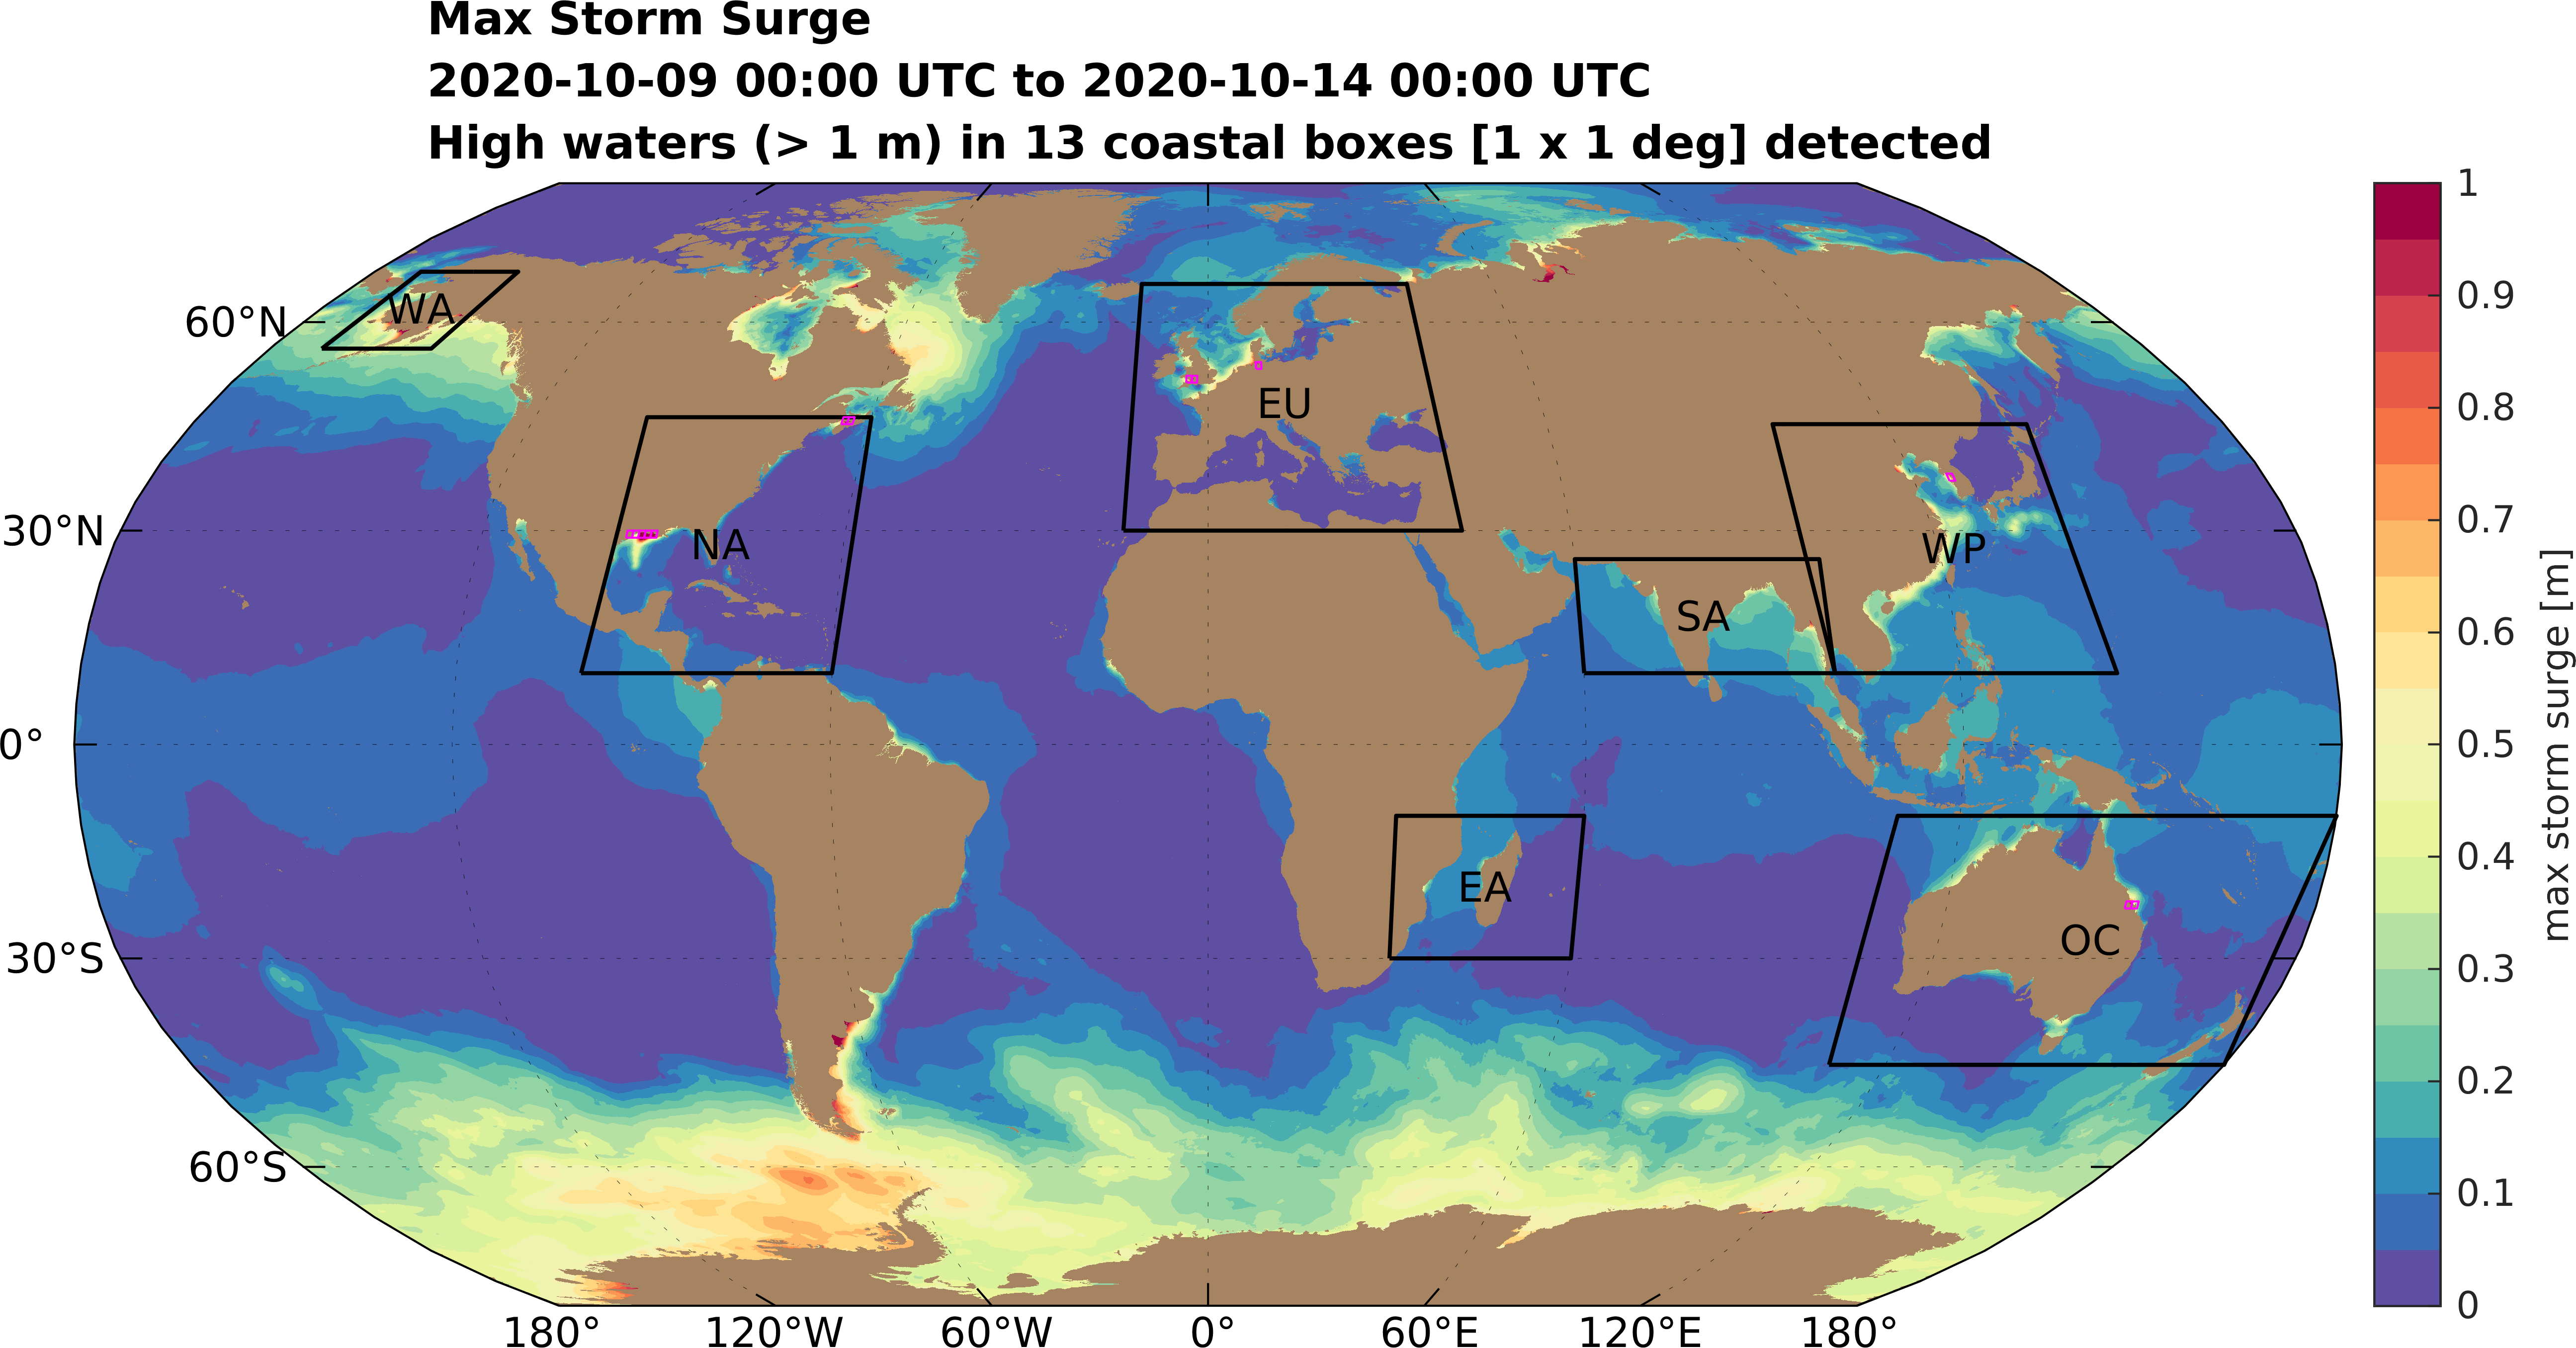 Max Storm Surge
2020-10-09 00:00 UTC to 2020-10-14 00:00 UTC
High waters (> 1 m) in 13 coastal boxes [1 x 1 deg] detected
60°N
30°N
0°
30°S
60°S
WA
NA
EU
SA
WP
EA
OC
180°
120°W
60°W
0°
60°E
120°E
180°
1
0.9
0.8
0.7
0.6
0.5
0.4
0.3
0.2
0.1
0
max storm surge [m]